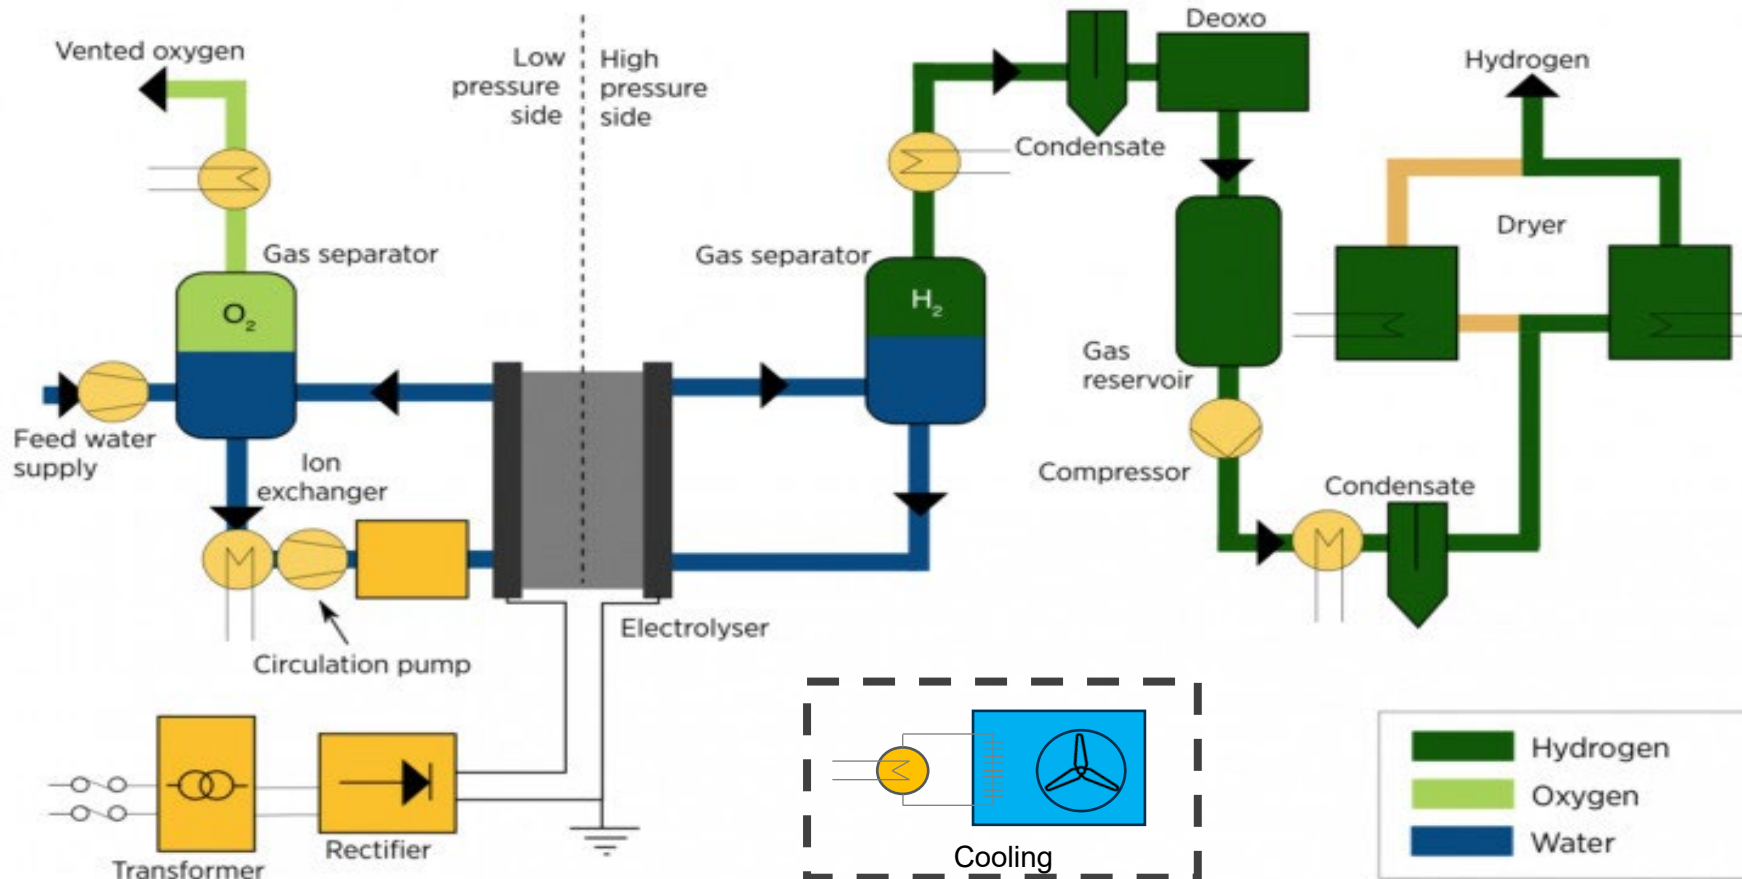 Vented oxygen
Low
pressure
side
High
pressure
side
Deoxo
Hydrogen
Condensate
Gas separator
Gas separator
O₂
H₂
Dryer
Feed water
supply
Ion
exchanger
Gas
reservoir
Compressor
Condensate
Electrolyser
Circulation pump
Transformer
Rectifier
Cooling
Hydrogen
Oxygen
Water